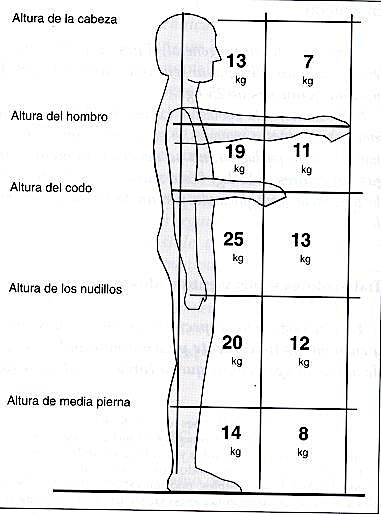 Altura de la cabeza
13 7
kg kg
Altura del hombro
19 11
kg kg
Altura del codo
25 13
kg kg
Altura de los nudillos
20 12
kg kg
Altura de media pierna
14 8
kg kg